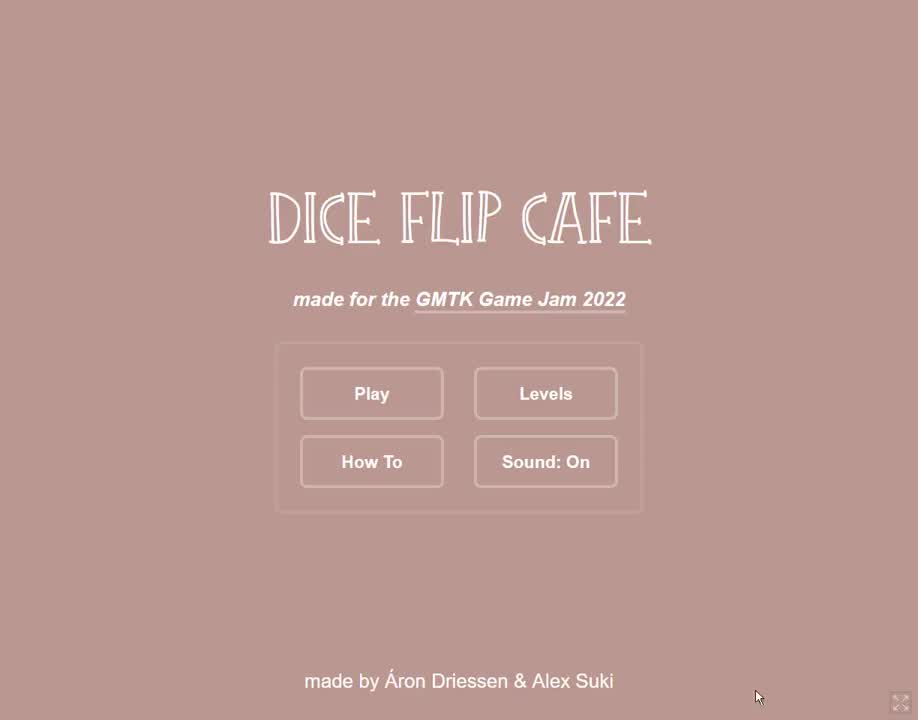 DICE FLIP CAFE
made for the GMTK Game Jam 2022
Play
Levels
How To
Sound: On
made by Áron Driessen & Alex Suki